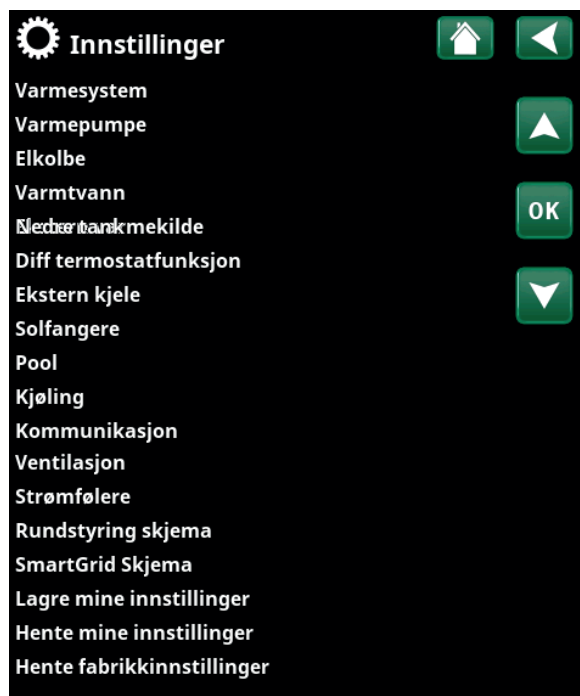 Innstillinger
Varmesystem
Varmepumpe
Elkolbe
Varmtvann
Diff termostatfunksjon
Ekstern kjele
Solfangere
OK
Pool
Kjøling
Kommunikasjon
Ventilasjon
Strømfølere
Rundstyring skjema
SmartGrid Skjema
Lagre mine innstillinger
Hente mine innstillinger
Hente fabrikkinnstillinger